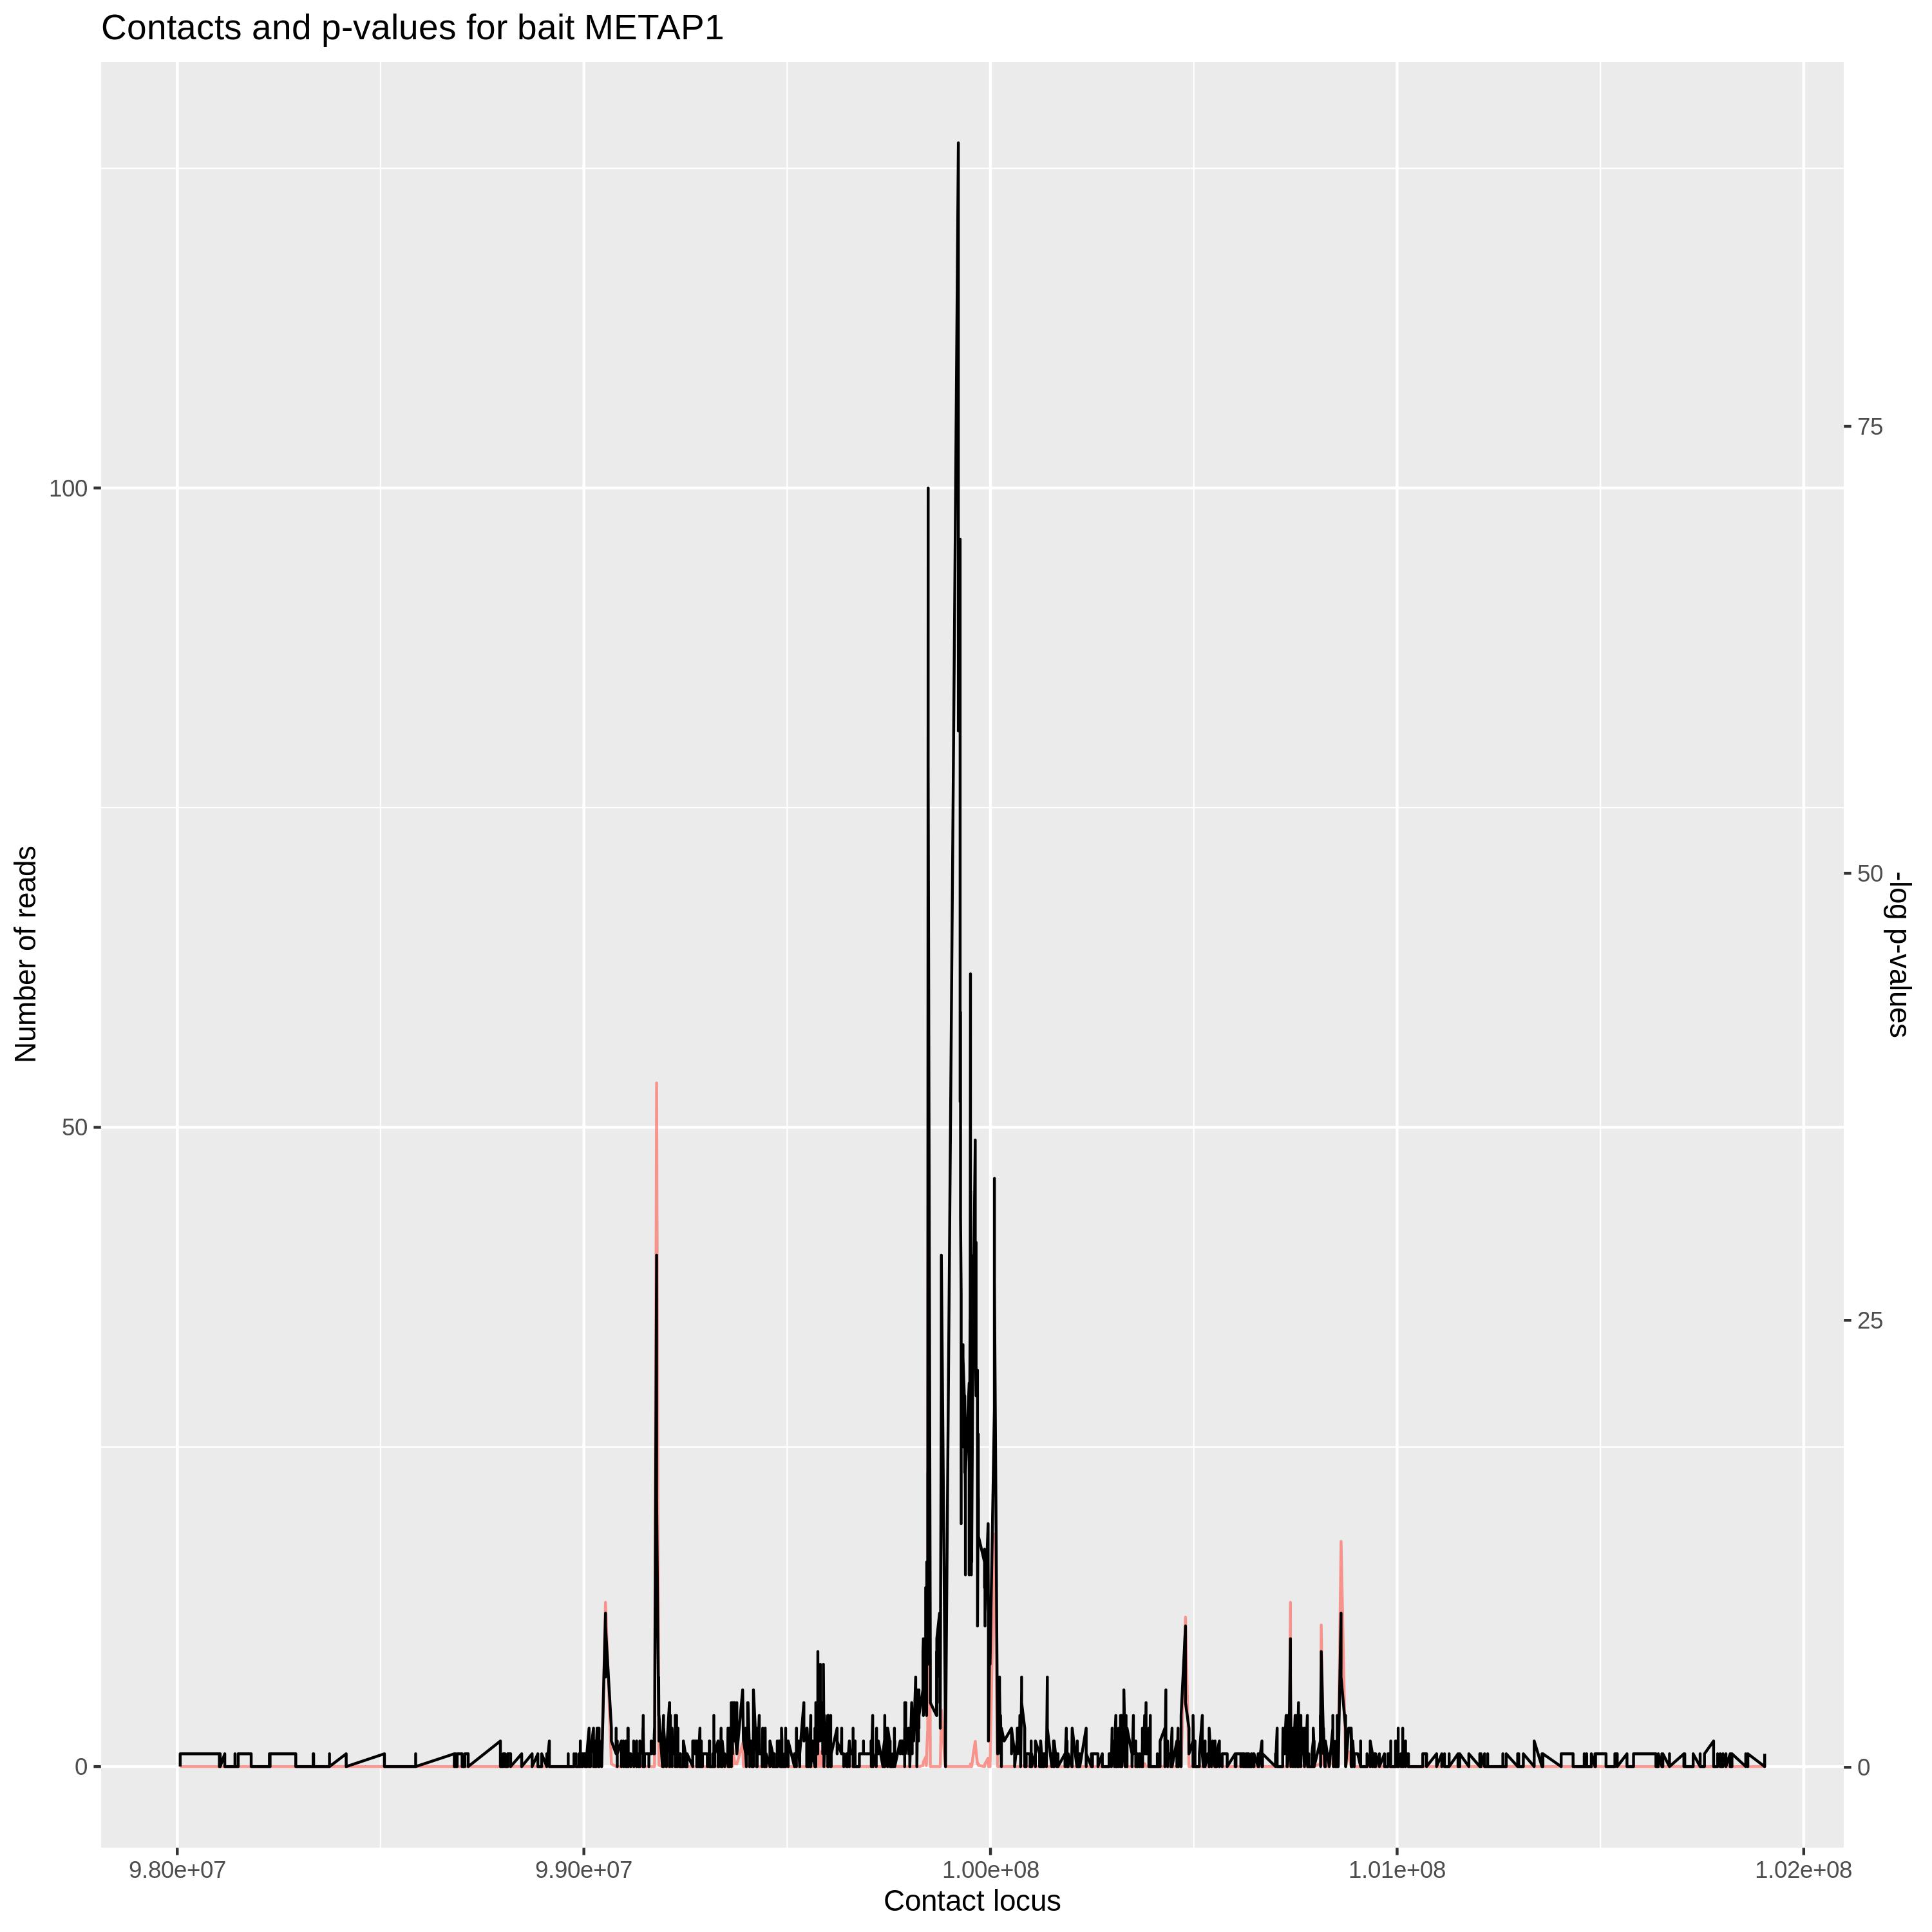 Contacts and p-values for bait METAP1
100
50
0
Number of reads
75
50
25
0
-log p-values
9.80e+07
9.90e+07
1.00e+08
1.01e+08
1.02e+08
Contact locus